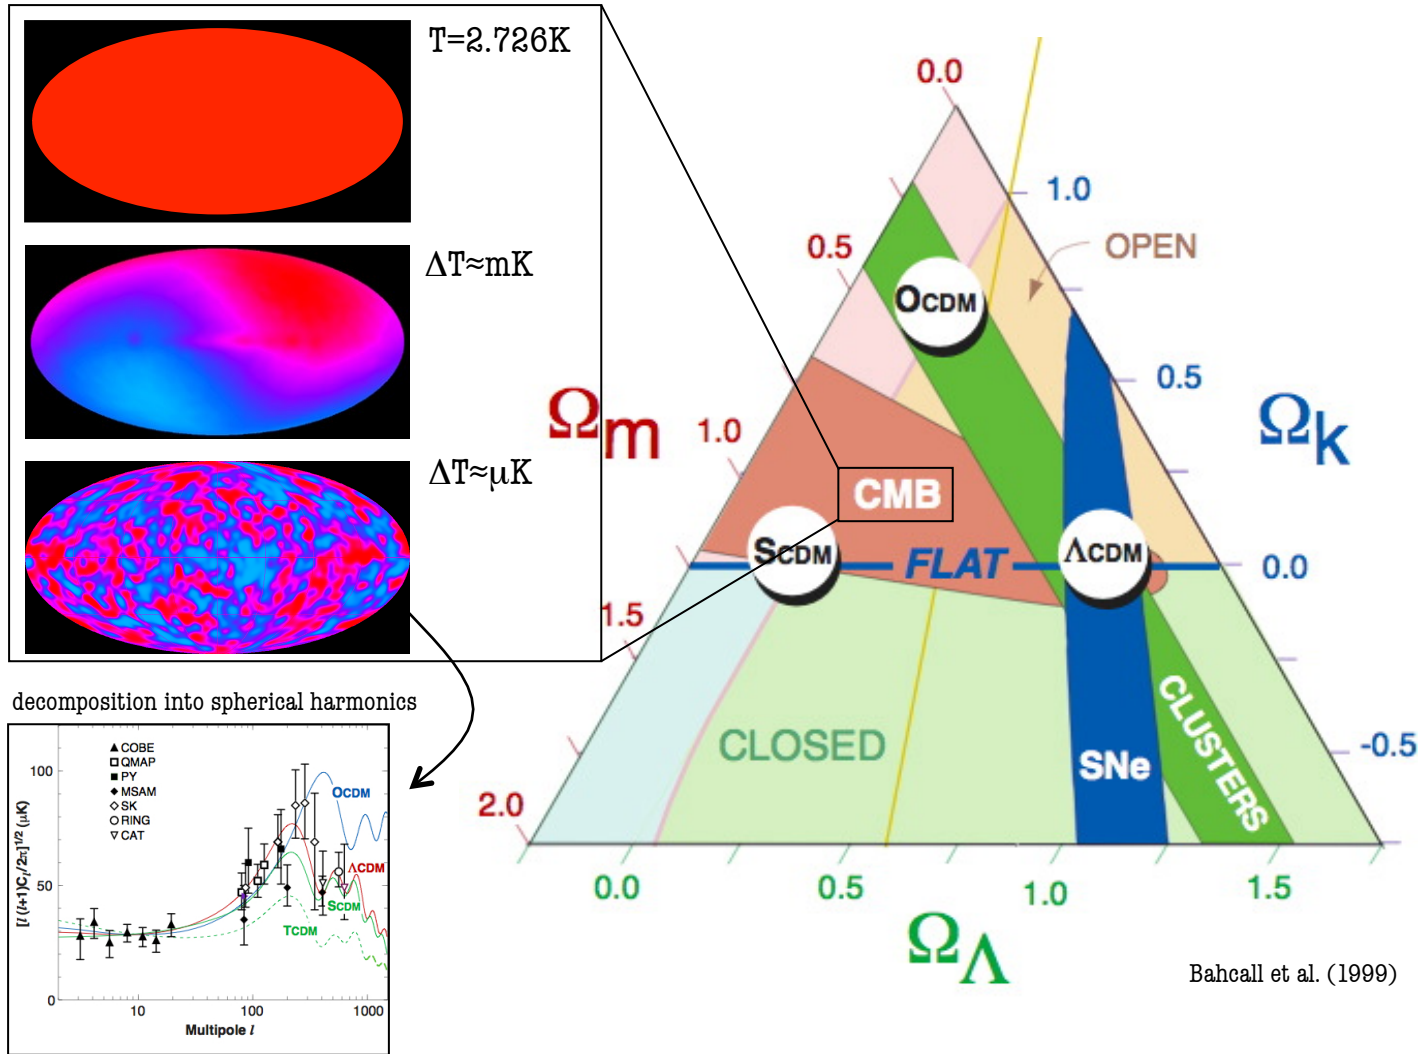 T=2.726K
ΔT≈mK
ΔT≈μK
decomposition into spherical harmonics
COBE
QMAP
PY
MSAM
SK
RING
CAT
OCDM
ΛCDM
SCDM
TCDM
100
50
0
[l (l+1)Cl/2π]1/2 (μK)
10
100
1000
Multipole l
0.0
0.5
1.0
1.5
2.0
Ωm
1.0
0.5
0.0
-0.5
Ωk
OPEN
OCDM
CMB
SCDM
FLAT
ΛCDM
CLOSED
SNe
CLUSTERS
0.0
0.5
1.0
1.5
ΩΛ
Bahcall et al. (1999)